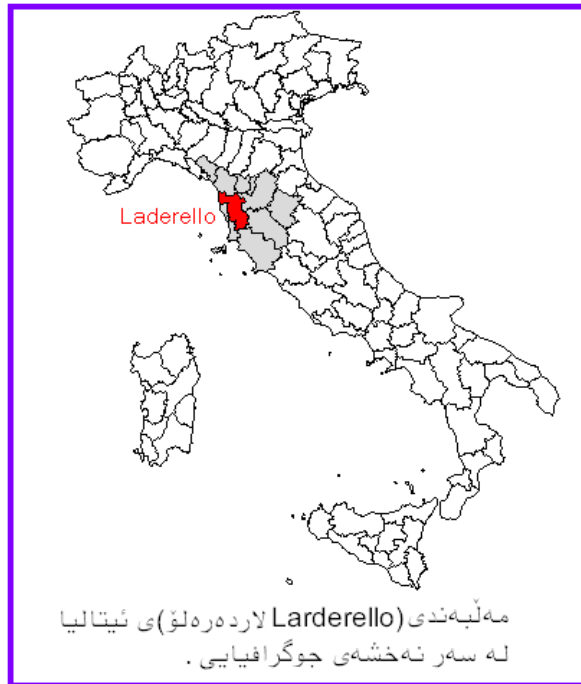 Laderello
مەڵبەندی (Larderello لاردەرەلۆ)ی ئیتالیا
لە سەر نەخشەی جوگرافیایی .